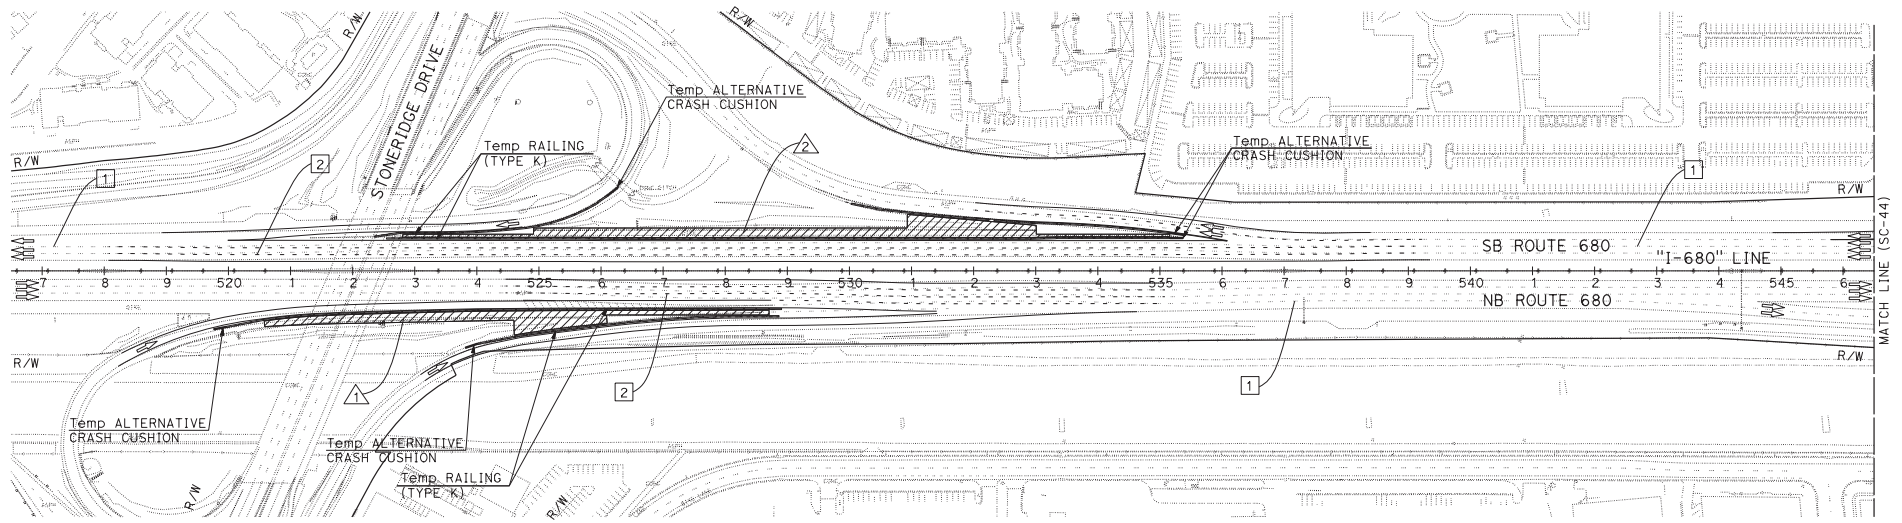 R/W
R/W
STONERIDGE DRIVE
Temp ALTERNATIVE
CRASH CUSHION
Temp RAILING
(TYPE K)
2
Temp ALTERNATIVE
CRASH CUSHION
R/W
2
1
1
R/W
SB ROUTE 680
"I-680" LINE
7 8 9 520 1 2 3 4 525 6 7 8 9 530 1 2 3 4 535 6 7 8 9 540 1 2 3 4 545 6
NB ROUTE 680
MATCH LINE (SC-44)
R/W
R/W
1
2
1
Temp ALTERNATIVE
CRASH CUSHION
Temp ALTERNATIVE
CRASH CUSHION
Temp RAILING
(TYPE K)
R/W
R/W